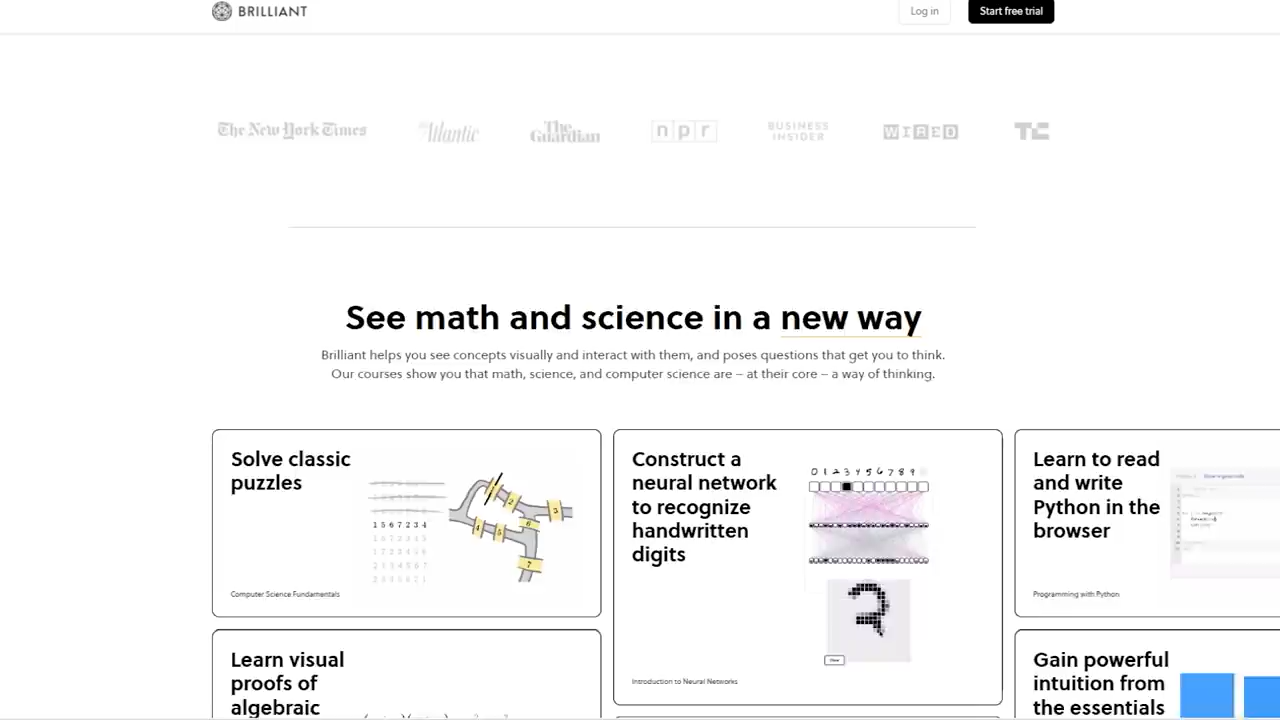 BRILLIANT
Log in
Start free trial
The New York Times
Atlantic
The Guardian
npr
BUSINESS INSIDER
WIRED
TC
See math and science in a new way
Brilliant helps you see concepts visually and interact with them, and poses questions that get you to think.
Our courses show you that math, science, and computer science are – at their core – a way of thinking.
Solve classic
puzzles
1 5 6 7 2 3 4
2
3
4
5
6
7
Computer Science Fundamentals
Construct a
neural network
to recognize
handwritten
digits
0 1 2 3 4 5 6 7 8 9
Introduction to Neural Networks
Learn to read
and write
Python in the
browser
Programming with Python
Learn visual
proofs of
algebraic
Gain powerful
intuition from
the essentials